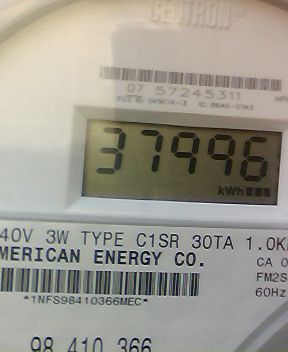 CENTRON
07 57245311
37996
kWh
40V 3W TYPE C1SR 30TA 1.0K
MERICAN ENERGY CO.
CA 0
FM2S
60Hz
*1NFS98410366MEC*
98 410 366